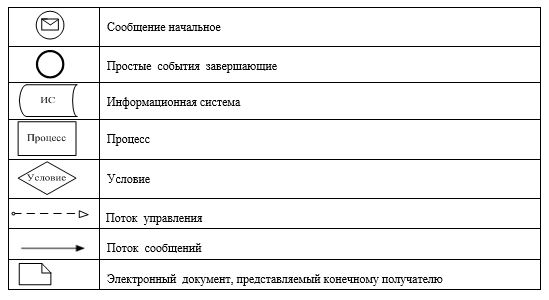 Сообщение начальное
Простые события завершающие
ИС Информационная система
Процесс Процесс
Условие Условие
Поток управления
Поток сообщений
Электронный документ, представляемый конечному получателю